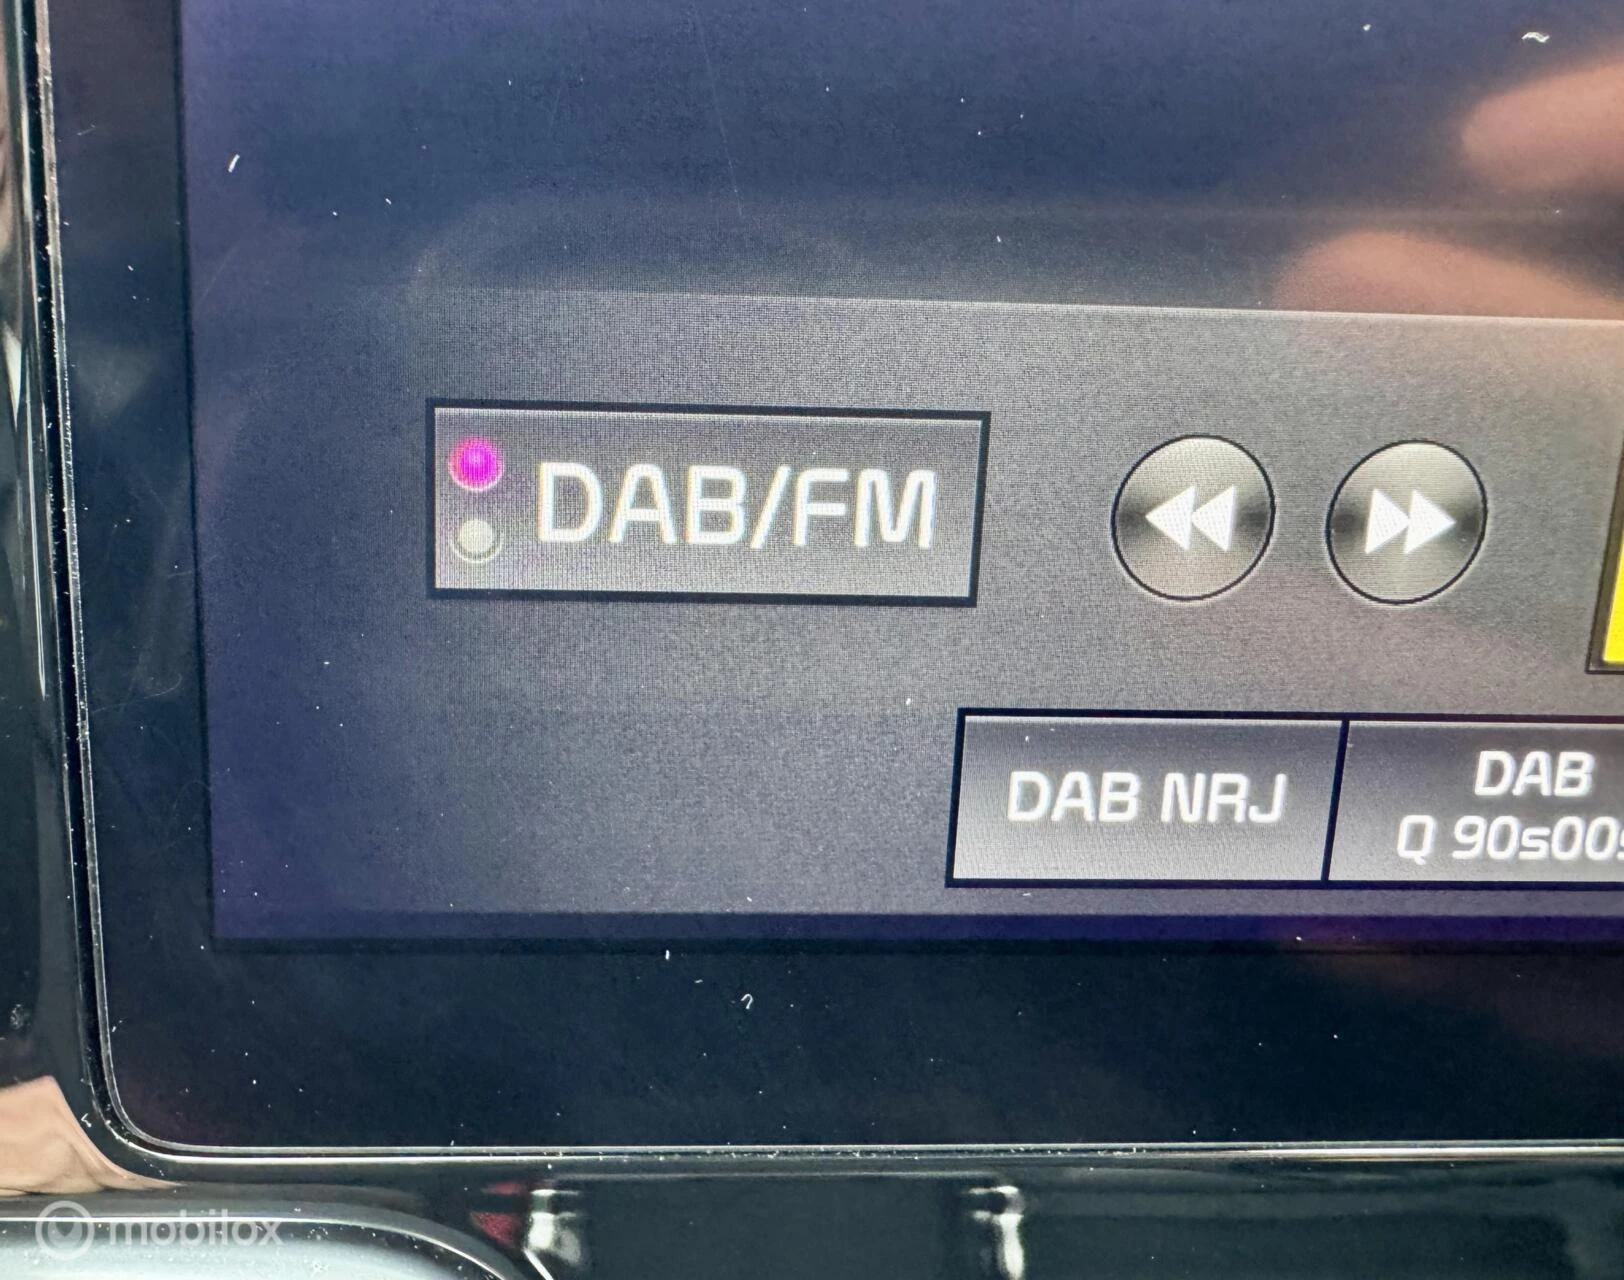 DAB/FM
DAB NRJ
DAB
Q 90s00s
mobilox